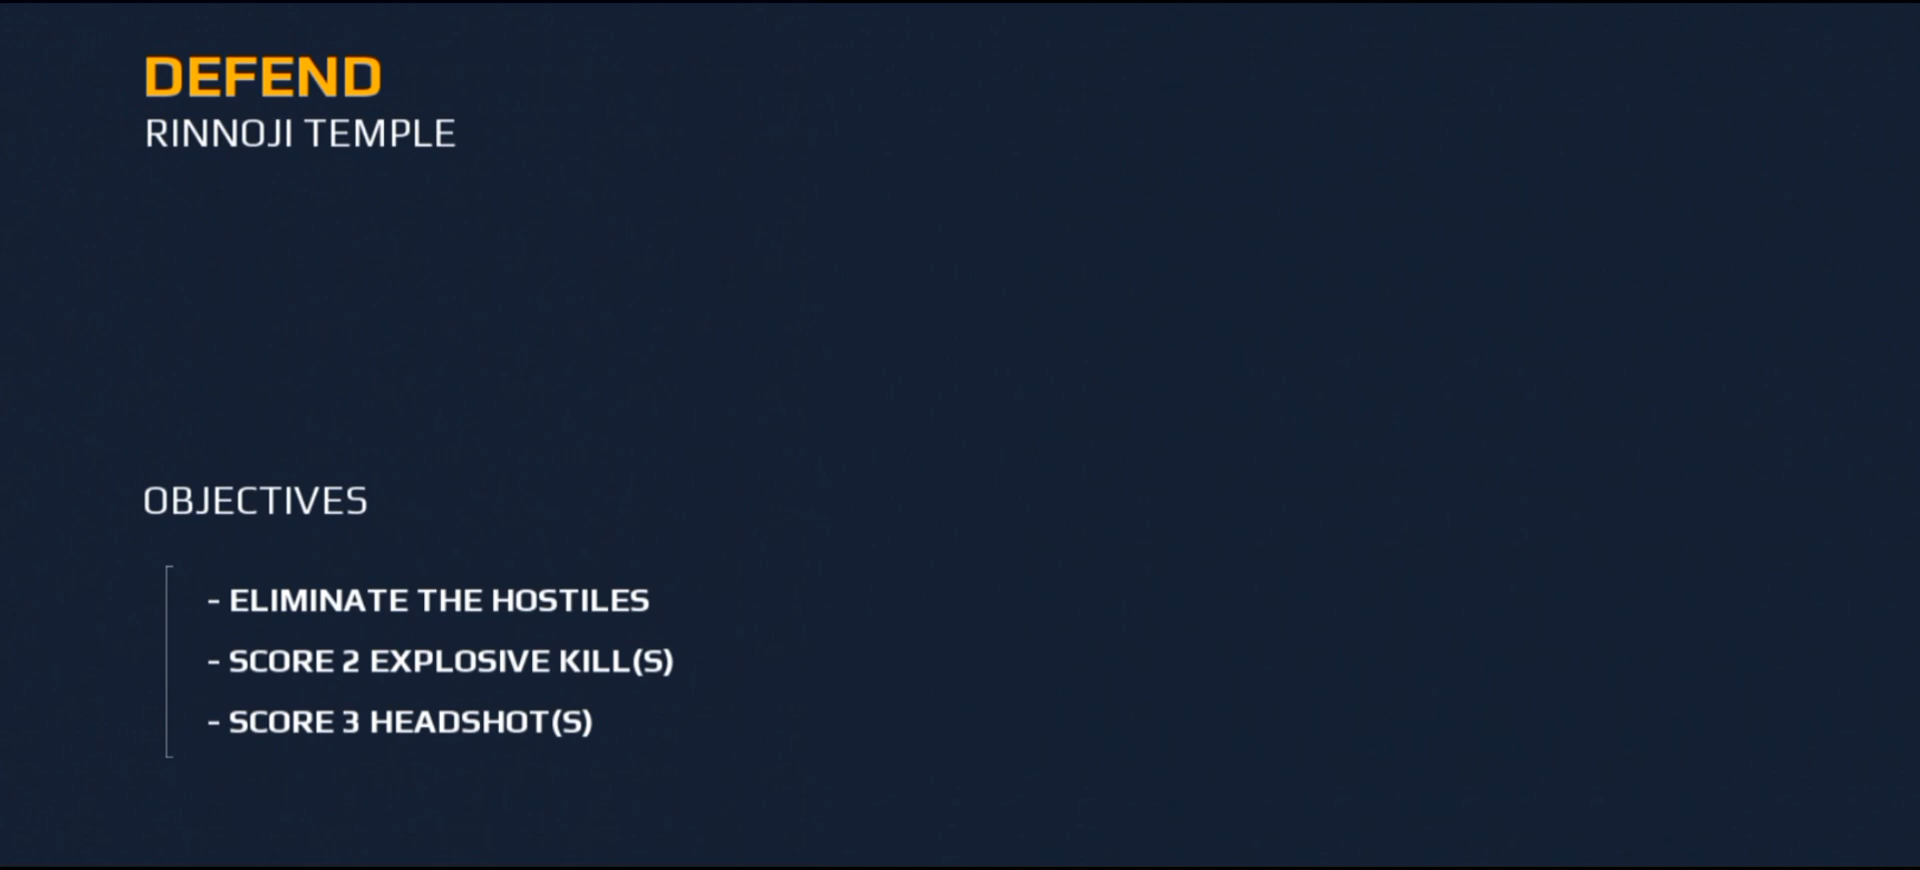 DEFEND
RINNOJI TEMPLE
OBJECTIVES
- ELIMINATE THE HOSTILES
- SCORE 2 EXPLOSIVE KILL(S)
- SCORE 3 HEADSHOT(S)